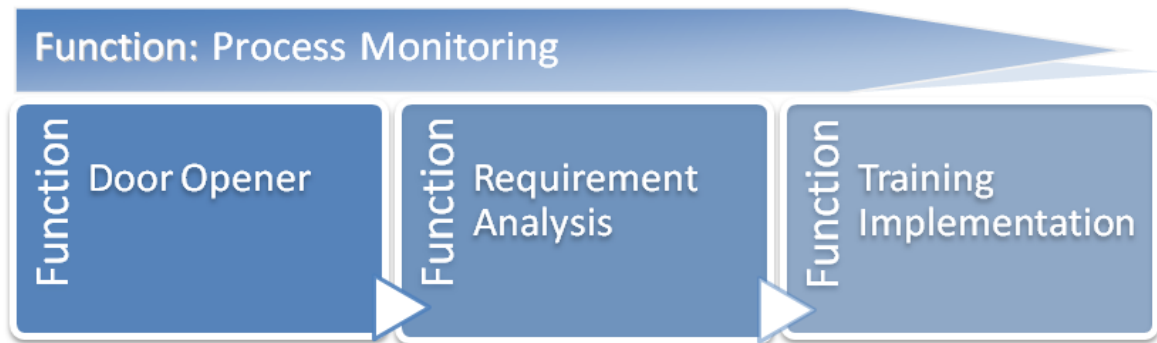 Function: Process Monitoring
Function
Door Opener
Function
Requirement
Analysis
Function
Training
Implementation